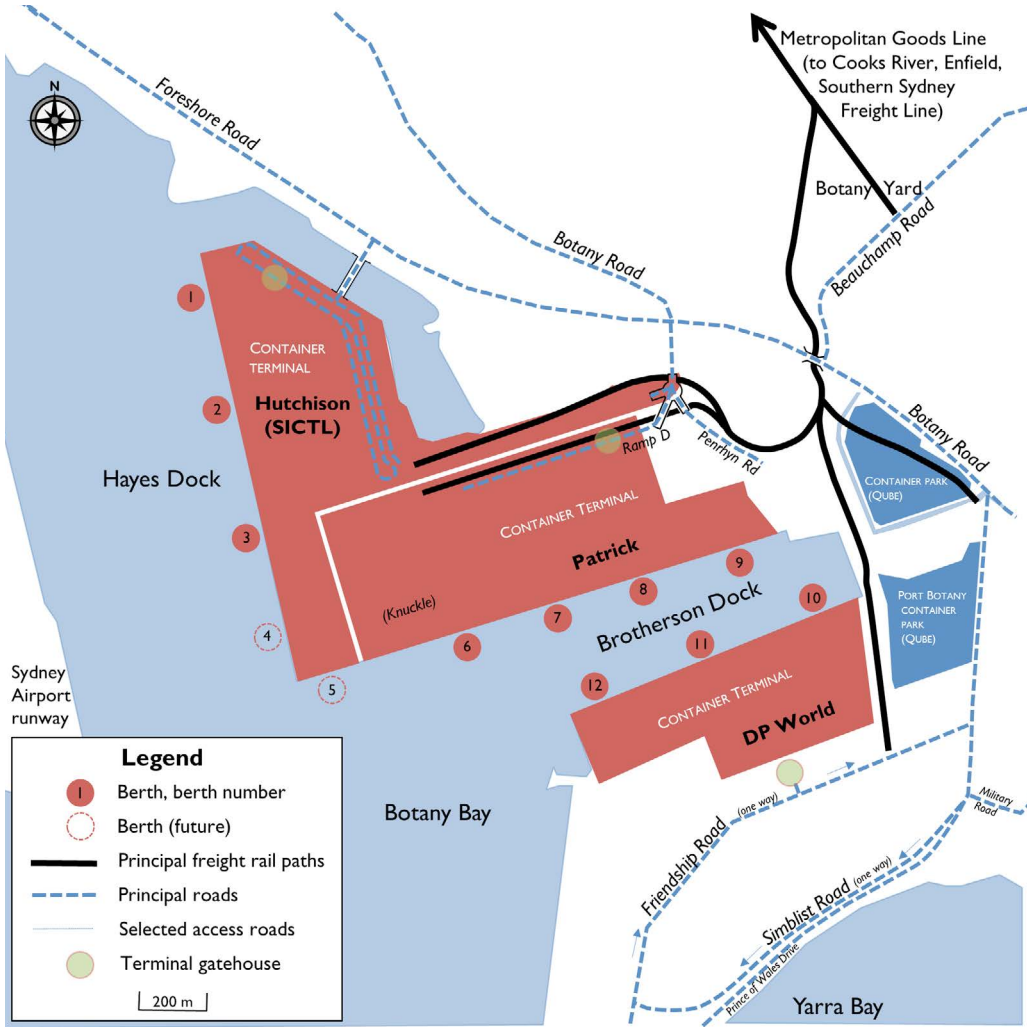 Metropolitan Goods Line
(to Cooks River, Enfield,
Southern Sydney
Freight Line)
N
Foreshore Road
Botany Yard
Beauchamp Road
Botany Road
1
CONTAINER
TERMINAL
2
Hutchison
(SICTL)
Hayes Dock
Ramp D
Penrhyn Rd
Botany Road
CONTAINER PARK
(QUBE)
3
CONTAINER TERMINAL
Patrick
(Knuckle)
9
8
7
6
Brotherson Dock
10
11
12
4
5
PORT BOTANY
CONTAINER
PARK
(QUBE)
Sydney
Airport
runway
CONTAINER TERMINAL
DP World
Botany Bay
Friendship Road
(one way)
Military
Road
Simblist Road (one way)
Prince of Wales Drive
Yarra Bay
Legend
1
Berth, berth number
Berth (future)
Principal freight rail paths
Principal roads
Selected access roads
Terminal gatehouse
200 m